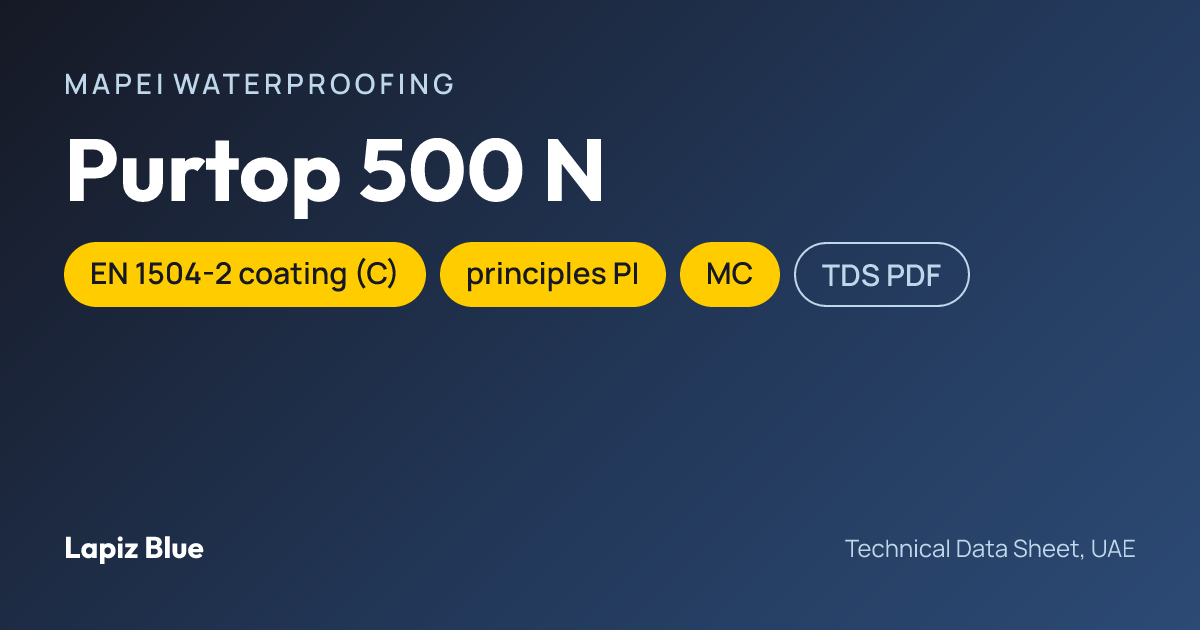 MAPEI WATERPROOFING
Purtop 500 N
EN 1504-2 coating (C) principles PI MC TDS PDF
Lapiz Blue Technical Data Sheet, UAE